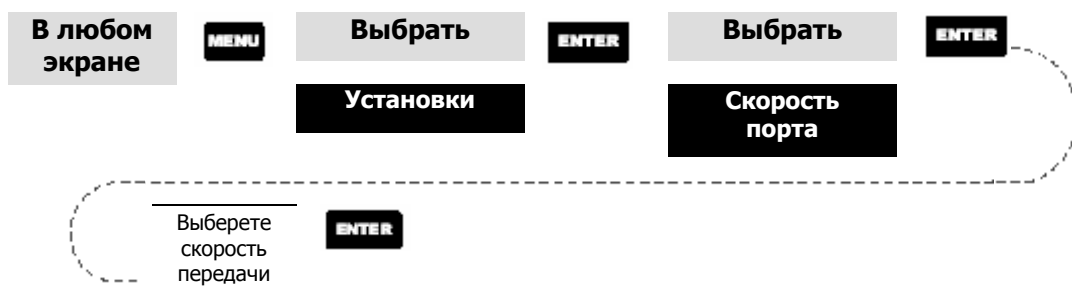 В любом
экране
MENU
Выбрать
Установки
ENTER
Выбрать
Скорость
порта
ENTER
Выберете
скорость
передачи
ENTER